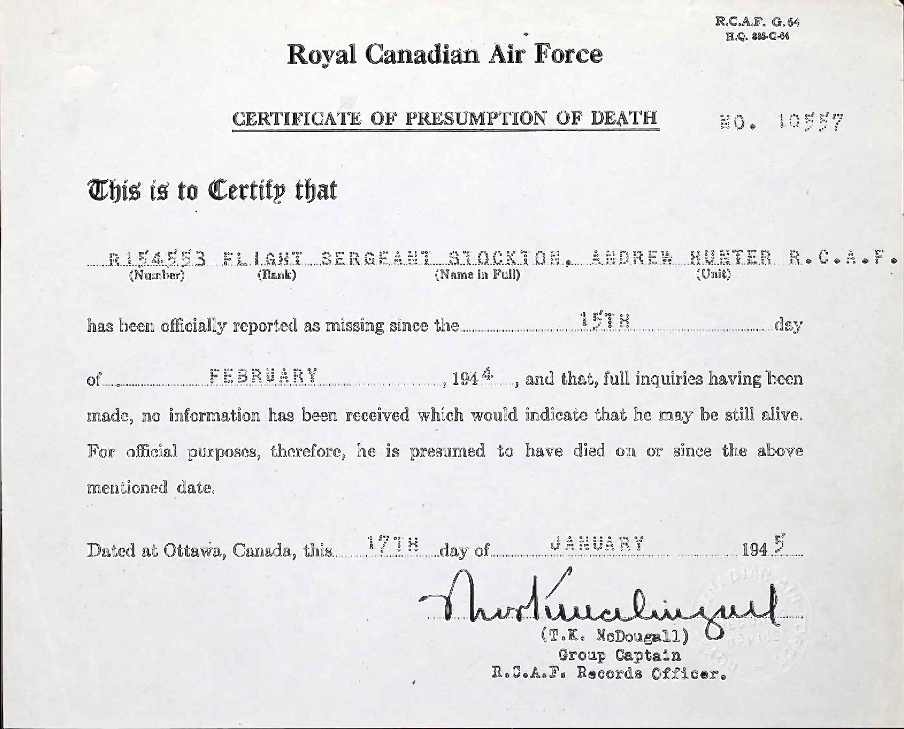 R.C.A.F. G. 64
H.Q. 885-C-64
Royal Canadian Air Force
CERTIFICATE OF PRESUMPTION OF DEATH
NO. 10557
This is to Certify that
R154553 FLIGHT SERGEANT STOCKTON, ANDREW HUNTER R.C.A.F.
(Number) (Rank) (Name in Full) (Unit)
has been officially reported as missing since the 15TH day
of FEBRUARY, 1944, and that, full inquiries having been
made, no information has been received which would indicate that he may be still alive.
For official purposes, therefore, he is presumed to have died on or since the above
mentioned date.
Dated at Ottawa, Canada, this 17TH day of JANUARY 1945
(T.K. McDougall)
Group Captain
R.C.A.F. Records Officer.